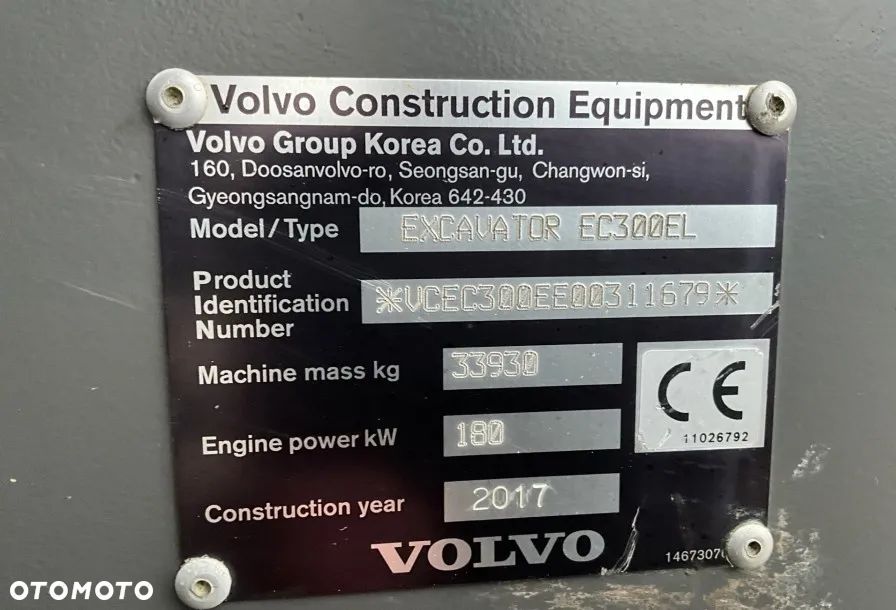 Volvo Construction Equipment
Volvo Group Korea Co. Ltd.
160, Doosanvolvo-ro, Seongsan-gu, Changwon-si,
Gyeongsangnam-do, Korea 642-430
Model/Type EXCAVATOR EC300EL
Product
Identification *VCEC300EE00311679*
Number
Machine mass kg 33930
Engine power kW 180
CE
11026792
Construction year 2017
VOLVO
OTOMOTO